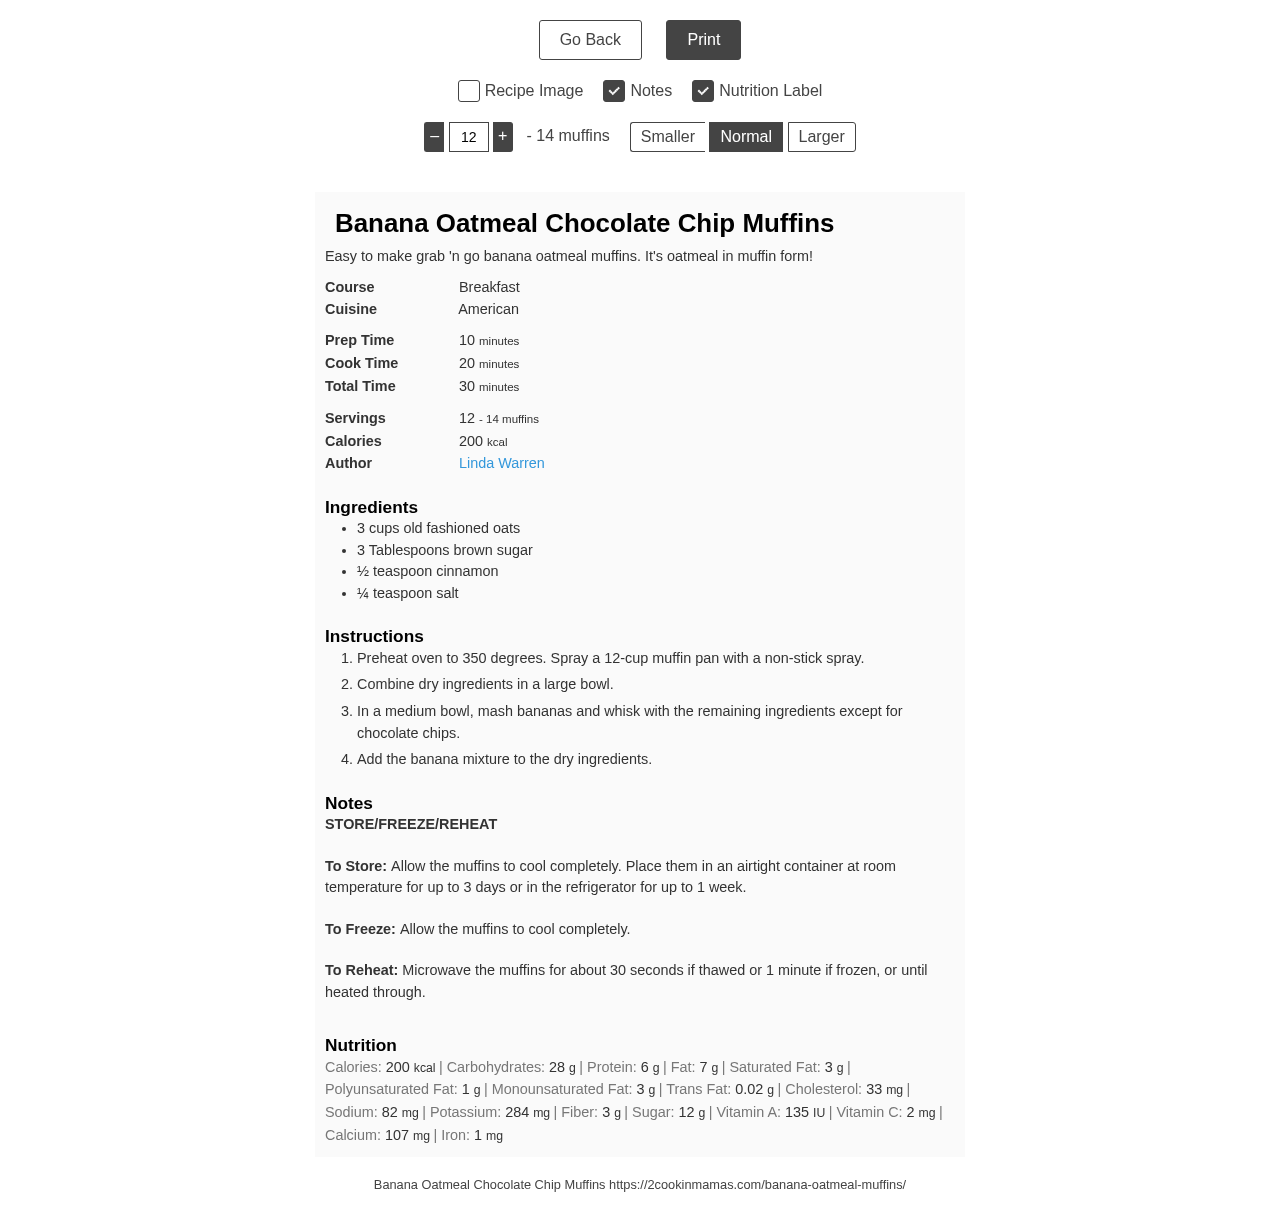 Go Back Print
Recipe Image Notes Nutrition Label
– 12 + - 14 muffins Smaller Normal Larger
Banana Oatmeal Chocolate Chip Muffins
Easy to make grab 'n go banana oatmeal muffins. It's oatmeal in muffin form!
Course Breakfast
Cuisine American
Prep Time 10 minutes
Cook Time 20 minutes
Total Time 30 minutes
Servings 12 - 14 muffins
Calories 200 kcal
Author Linda Warren
Ingredients
• 3 cups old fashioned oats
• 3 Tablespoons brown sugar
• ½ teaspoon cinnamon
• ¼ teaspoon salt
Instructions
1. Preheat oven to 350 degrees. Spray a 12-cup muffin pan with a non-stick spray.
2. Combine dry ingredients in a large bowl.
3. In a medium bowl, mash bananas and whisk with the remaining ingredients except for
chocolate chips.
4. Add the banana mixture to the dry ingredients.
Notes
STORE/FREEZE/REHEAT
To Store: Allow the muffins to cool completely. Place them in an airtight container at room
temperature for up to 3 days or in the refrigerator for up to 1 week.
To Freeze: Allow the muffins to cool completely.
To Reheat: Microwave the muffins for about 30 seconds if thawed or 1 minute if frozen, or until
heated through.
Nutrition
Calories: 200 kcal | Carbohydrates: 28 g | Protein: 6 g | Fat: 7 g | Saturated Fat: 3 g |
Polyunsaturated Fat: 1 g | Monounsaturated Fat: 3 g | Trans Fat: 0.02 g | Cholesterol: 33 mg |
Sodium: 82 mg | Potassium: 284 mg | Fiber: 3 g | Sugar: 12 g | Vitamin A: 135 IU | Vitamin C: 2 mg |
Calcium: 107 mg | Iron: 1 mg
Banana Oatmeal Chocolate Chip Muffins https://2cookinmamas.com/banana-oatmeal-muffins/